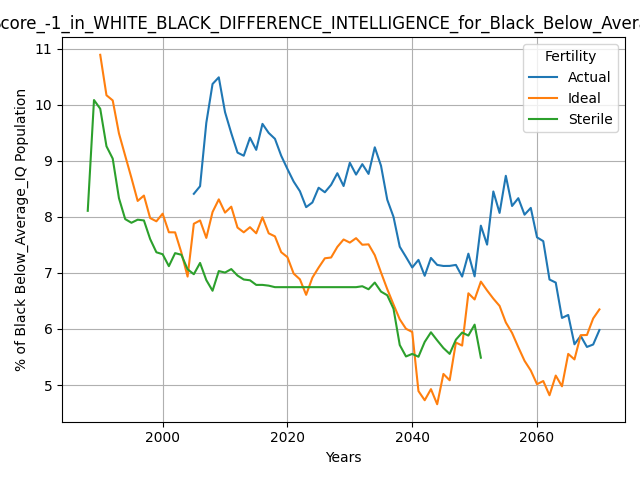 core_-1_in_WHITE_BLACK_DIFFERENCE_INTELLIGENCE_for_Black_Below_Avera
Fertility
Actual
Ideal
Sterile
% of Black Below_Average_IQ Population
11
10
9
8
7
6
5
2000 2020 2040 2060
Years